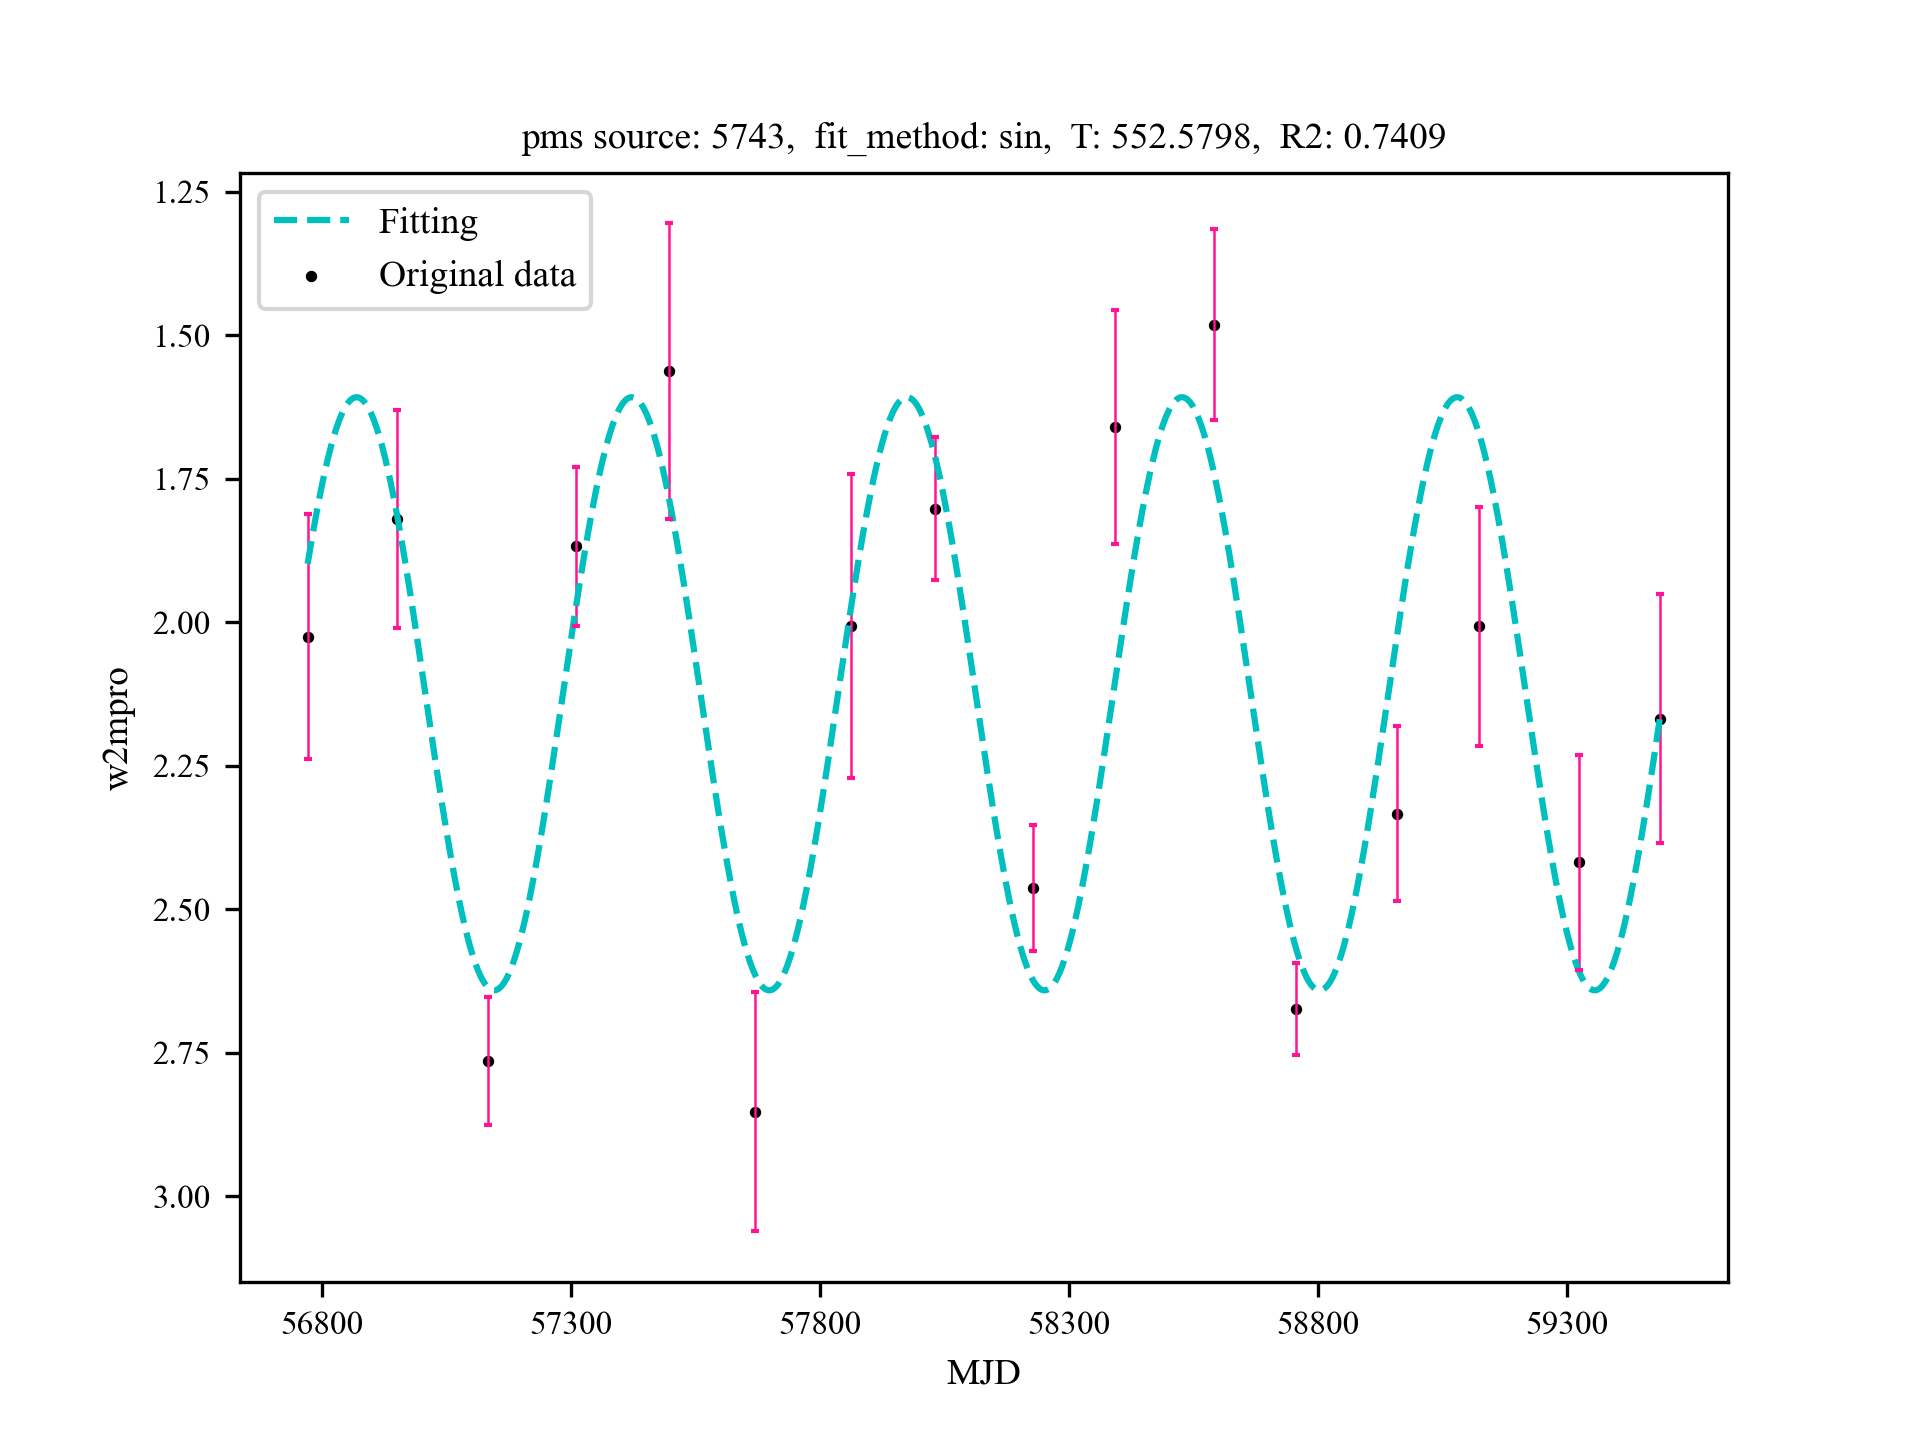 pms source: 5743,  fit_method: sin,  T: 552.5798,  R2: 0.7409
Fitting
Original data
1.25
1.50
1.75
2.00
2.25
2.50
2.75
3.00
w2mpro
56800 57300 57800 58300 58800 59300
MJD